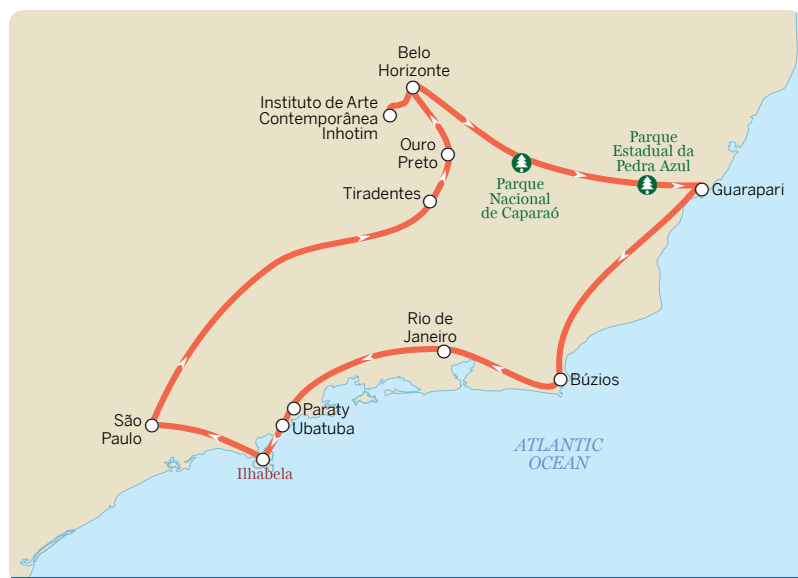 Belo
Horizonte
Instituto de Arte
Contemporânea
Inhotim
Ouro
Preto
Parque
Estadual da
Pedra Azul
Tiradentes
Parque
Nacional
de Caparaó
Guarapari
Rio de
Janeiro
Búzios
Paraty
Ubatuba
São
Paulo
Ilhabela
ATLANTIC
OCEAN